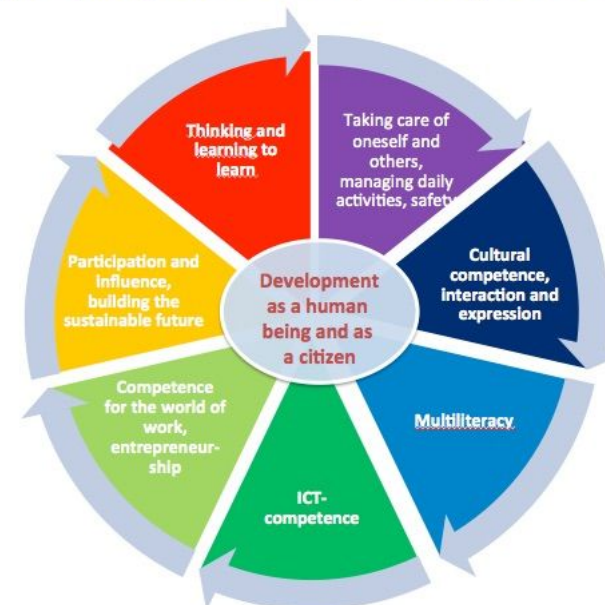 Thinking and
learning to
learn
Taking care of
oneself and
others,
managing daily
activities, safety
Cultural
competence,
interaction and
expression
Multiliteracy
ICT-
competence
Competence
for the world of
work,
entrepreneur-
ship
Participation and
influence,
building the
sustainable future
Development
as a human
being and as
a citizen